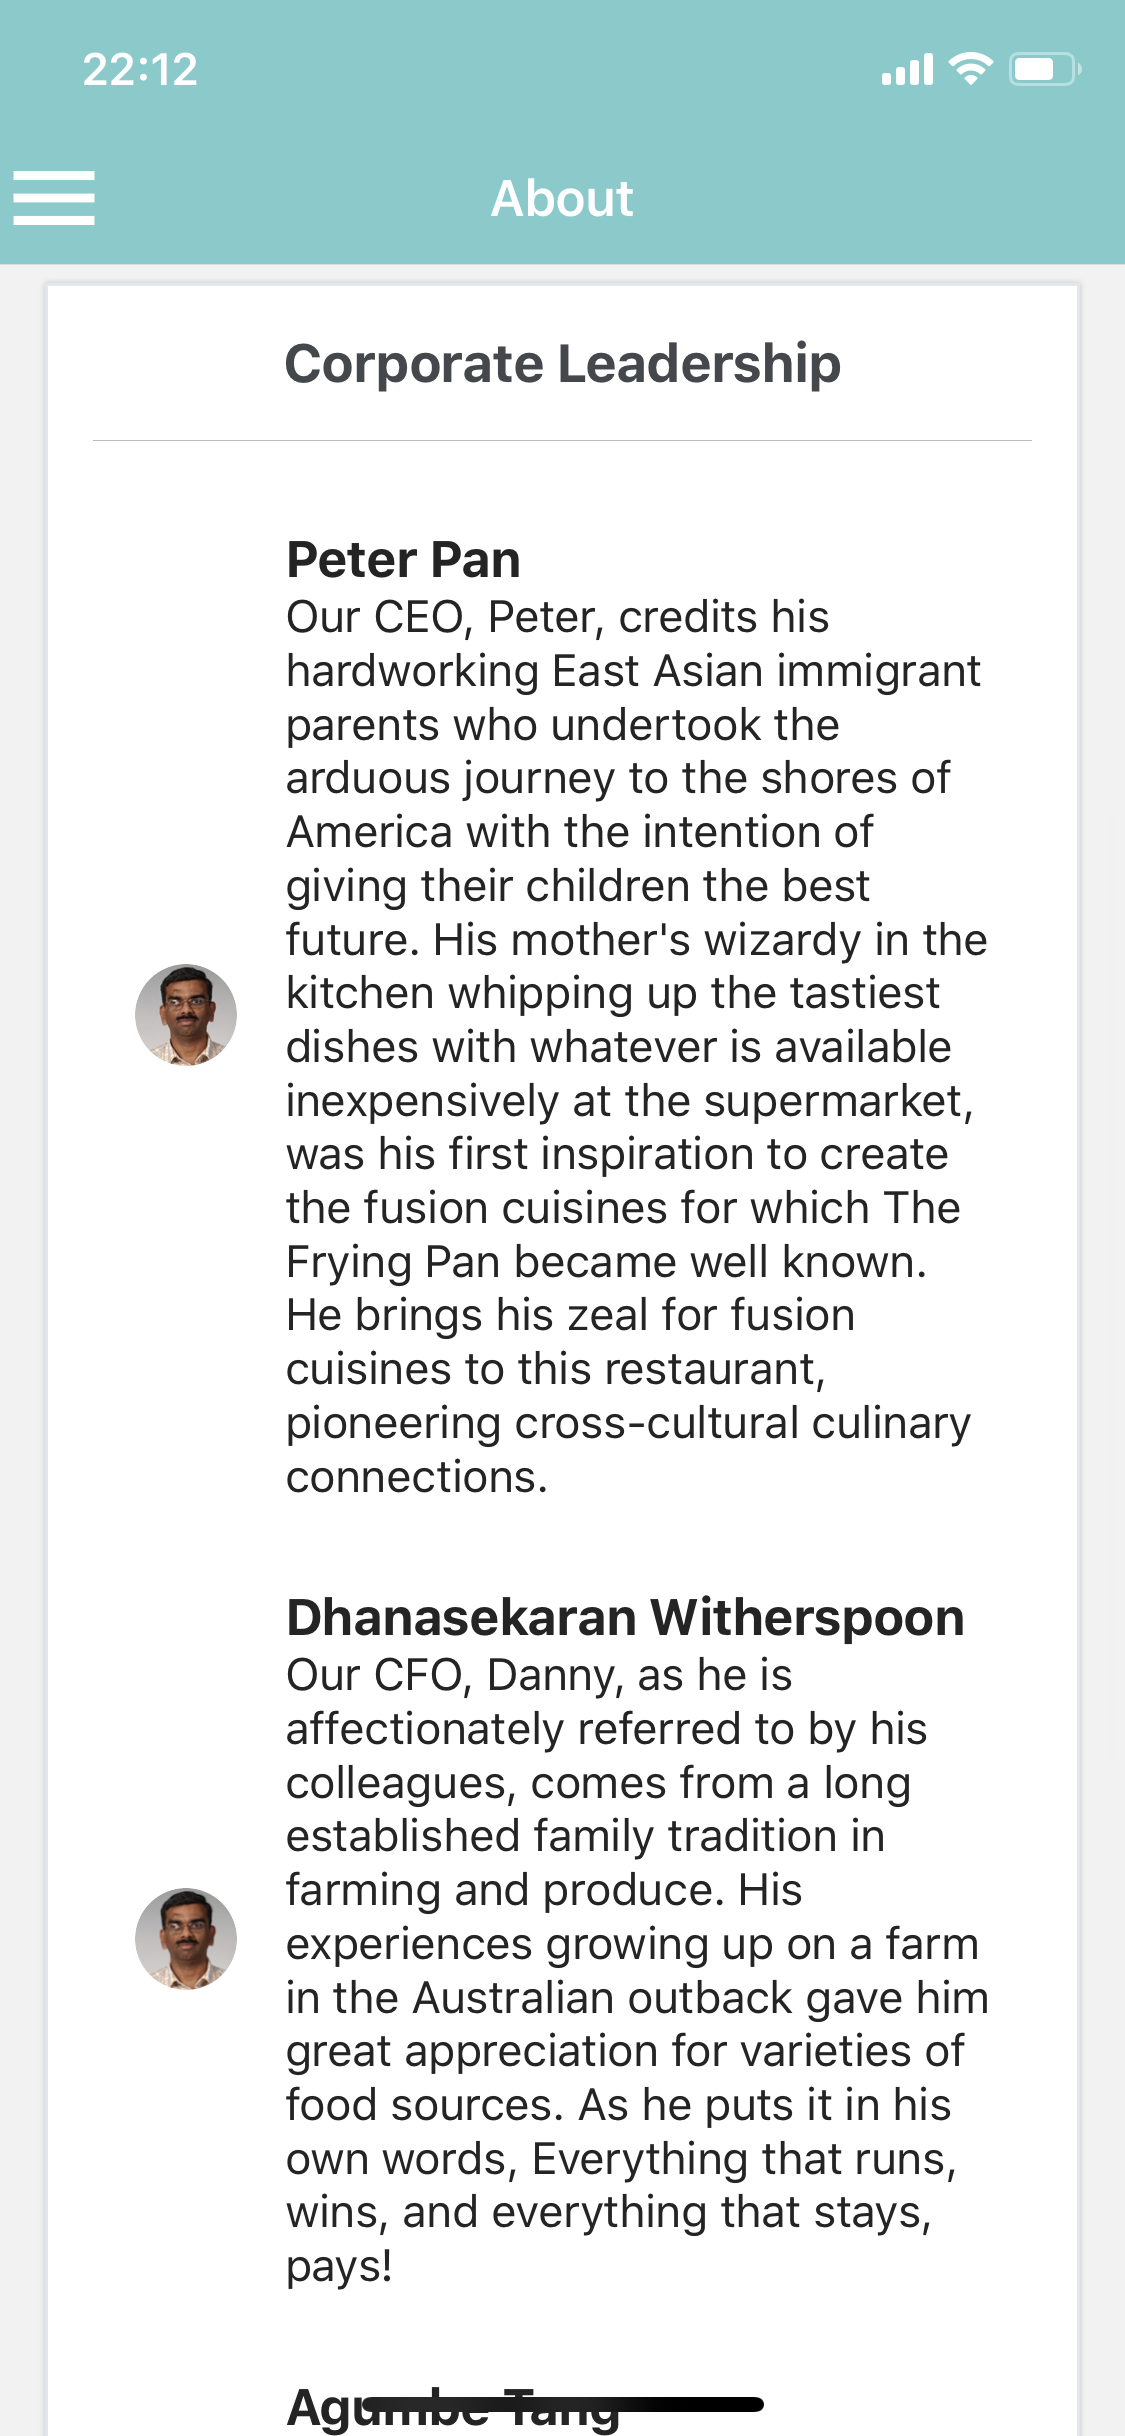 22:12
About
Corporate Leadership
Peter Pan
Our CEO, Peter, credits his
hardworking East Asian immigrant
parents who undertook the
arduous journey to the shores of
America with the intention of
giving their children the best
future. His mother's wizardy in the
kitchen whipping up the tastiest
dishes with whatever is available
inexpensively at the supermarket,
was his first inspiration to create
the fusion cuisines for which The
Frying Pan became well known.
He brings his zeal for fusion
cuisines to this restaurant,
pioneering cross-cultural culinary
connections.
Dhanasekaran Witherspoon
Our CFO, Danny, as he is
affectionately referred to by his
colleagues, comes from a long
established family tradition in
farming and produce. His
experiences growing up on a farm
in the Australian outback gave him
great appreciation for varieties of
food sources. As he puts it in his
own words, Everything that runs,
wins, and everything that stays,
pays!
Agumbe Tang